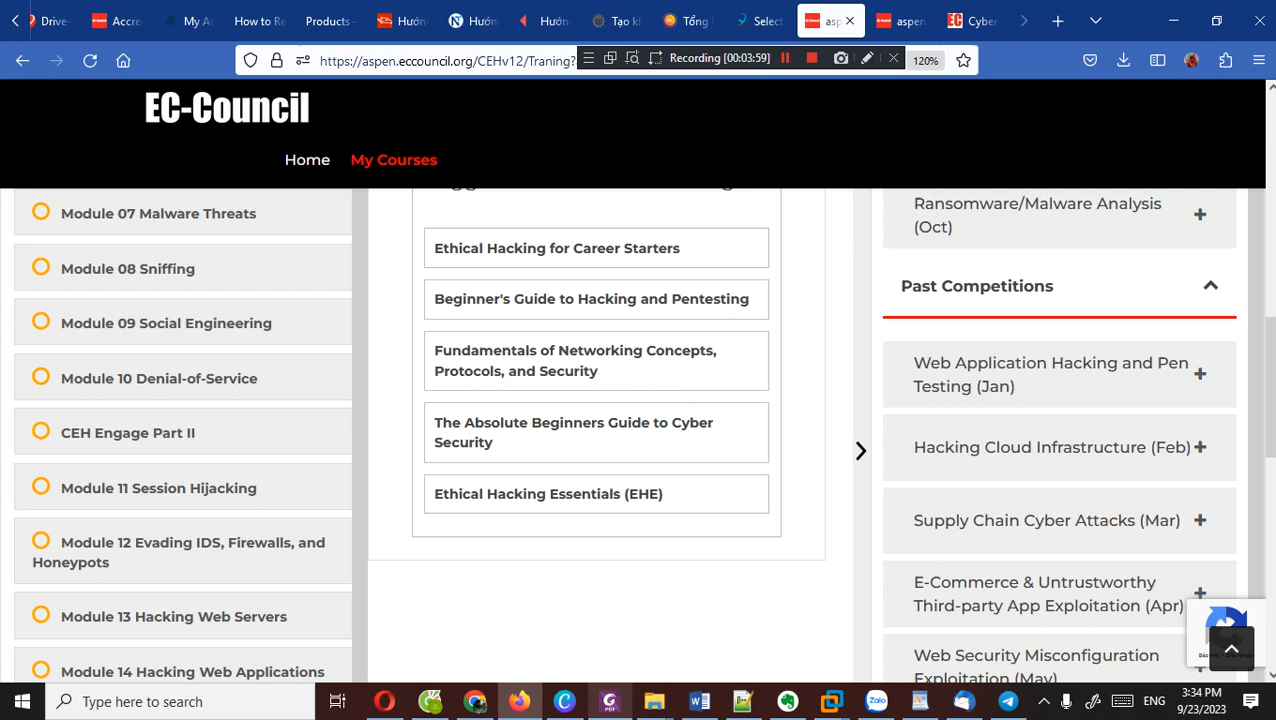 Drive-
Accre
My Ac
How to Re
Products -
Hướn
Hướn
Hướn
Tạo kl
Tổng
Select
asp
aspen.
Cyber
https://aspen.eccouncil.org/CEHv12/Traning?
Recording [00:03:59]
120%
EC-Council
Home
My Courses
Module 07 Malware Threats
Module 08 Sniffing
Module 09 Social Engineering
Module 10 Denial-of-Service
CEH Engage Part II
Module 11 Session Hijacking
Module 12 Evading IDS, Firewalls, and
Honeypots
Module 13 Hacking Web Servers
Module 14 Hacking Web Applications
Ethical Hacking for Career Starters
Beginner's Guide to Hacking and Pentesting
Fundamentals of Networking Concepts,
Protocols, and Security
The Absolute Beginners Guide to Cyber
Security
Ethical Hacking Essentials (EHE)
Ransomware/Malware Analysis
(Oct)
Past Competitions
Web Application Hacking and Pen
Testing (Jan)
Hacking Cloud Infrastructure (Feb)
Supply Chain Cyber Attacks (Mar)
E-Commerce & Untrustworthy
Third-party App Exploitation (Apr)
Web Security Misconfiguration
Exploitation (May)
Type here to search
PDF
Zalo
ENG
3:34 PM
9/23/2023